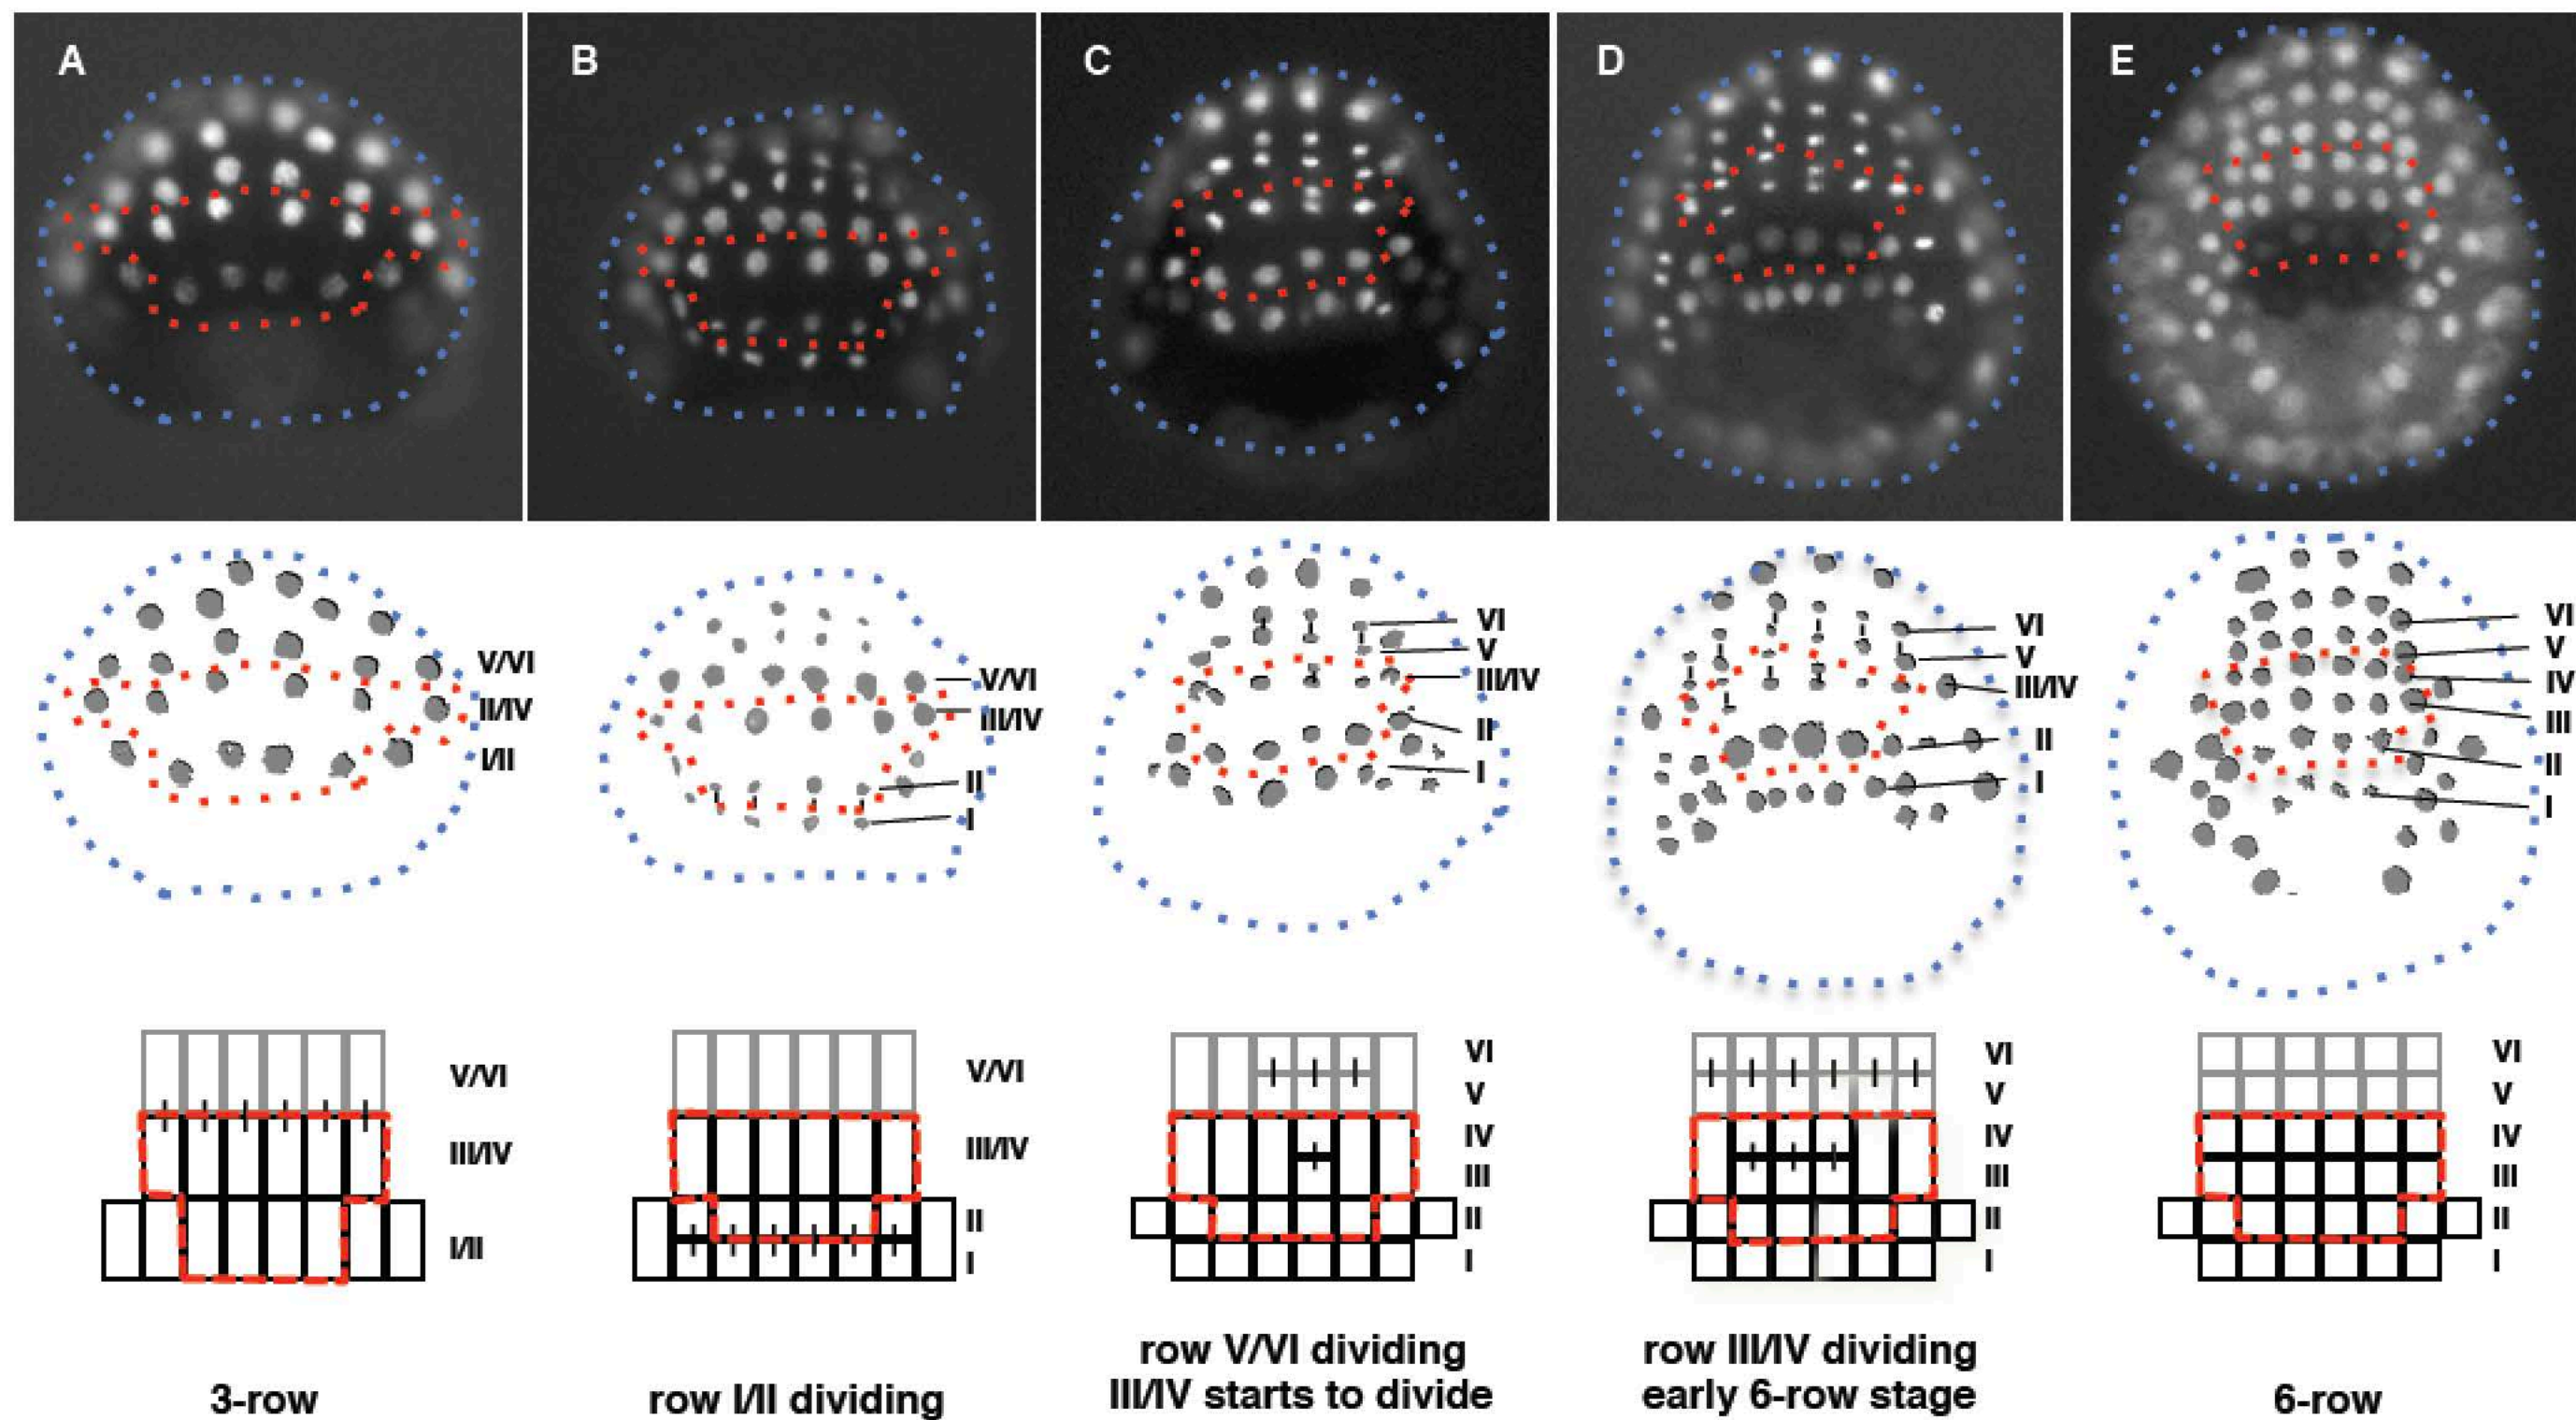 A
B
C
D
E
V/VI
II/IV
I/II
V/VI
III/IV
II
I
VI
V
III/IV
II
I
VI
V
III/IV
II
I
VI
V
IV
III
II
I
V/VI
III/IV
I/II
V/VI
III/IV
II
I
VI
V
IV
III
II
I
VI
V
IV
III
II
I
VI
V
IV
III
II
I
3-row
row I/II dividing
row V/VI dividing
III/IV starts to divide
row III/IV dividing
early 6-row stage
6-row